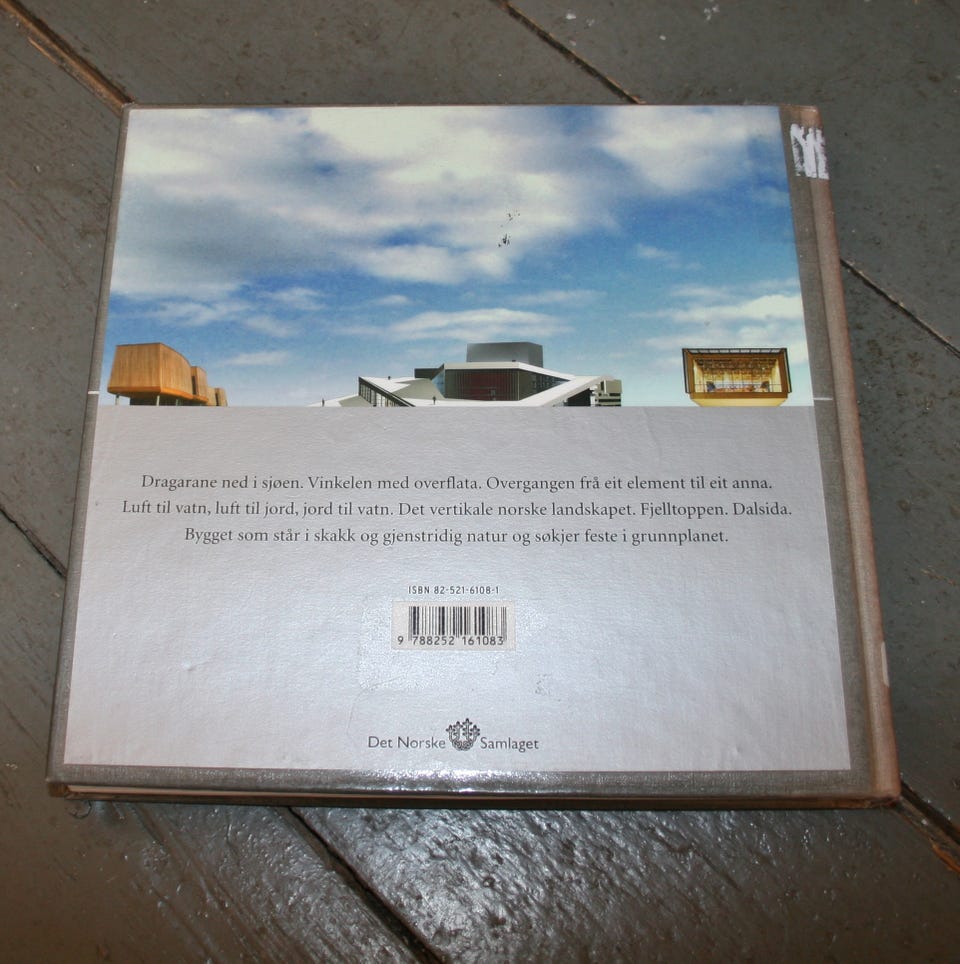 Dragarane ned i sjøen. Vinkelen med overflata. Overgangen frå eit element til eit anna.
Luft til vatn, luft til jord, jord til vatn. Det vertikale norske landskapet. Fjelltoppen. Dalsida.
Bygget som står i skakk og gjenstridig natur og søkjer feste i grunnplanet.
ISBN 82-521-6108-1
9 788252 161083
Det Norske Samlaget